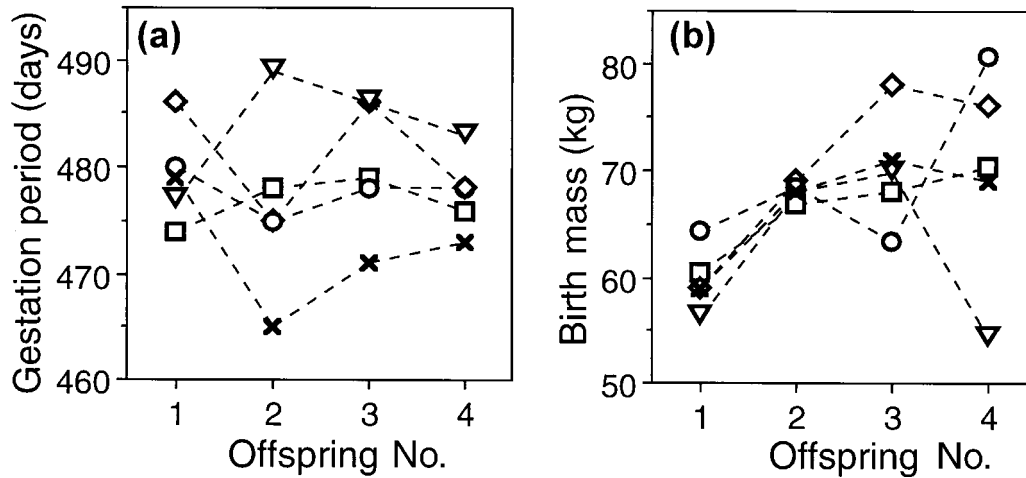 (a)
Gestation period (days)
490
480
470
460
1 2 3 4
Offspring No.
(b)
Birth mass (kg)
80
70
60
50
1 2 3 4
Offspring No.